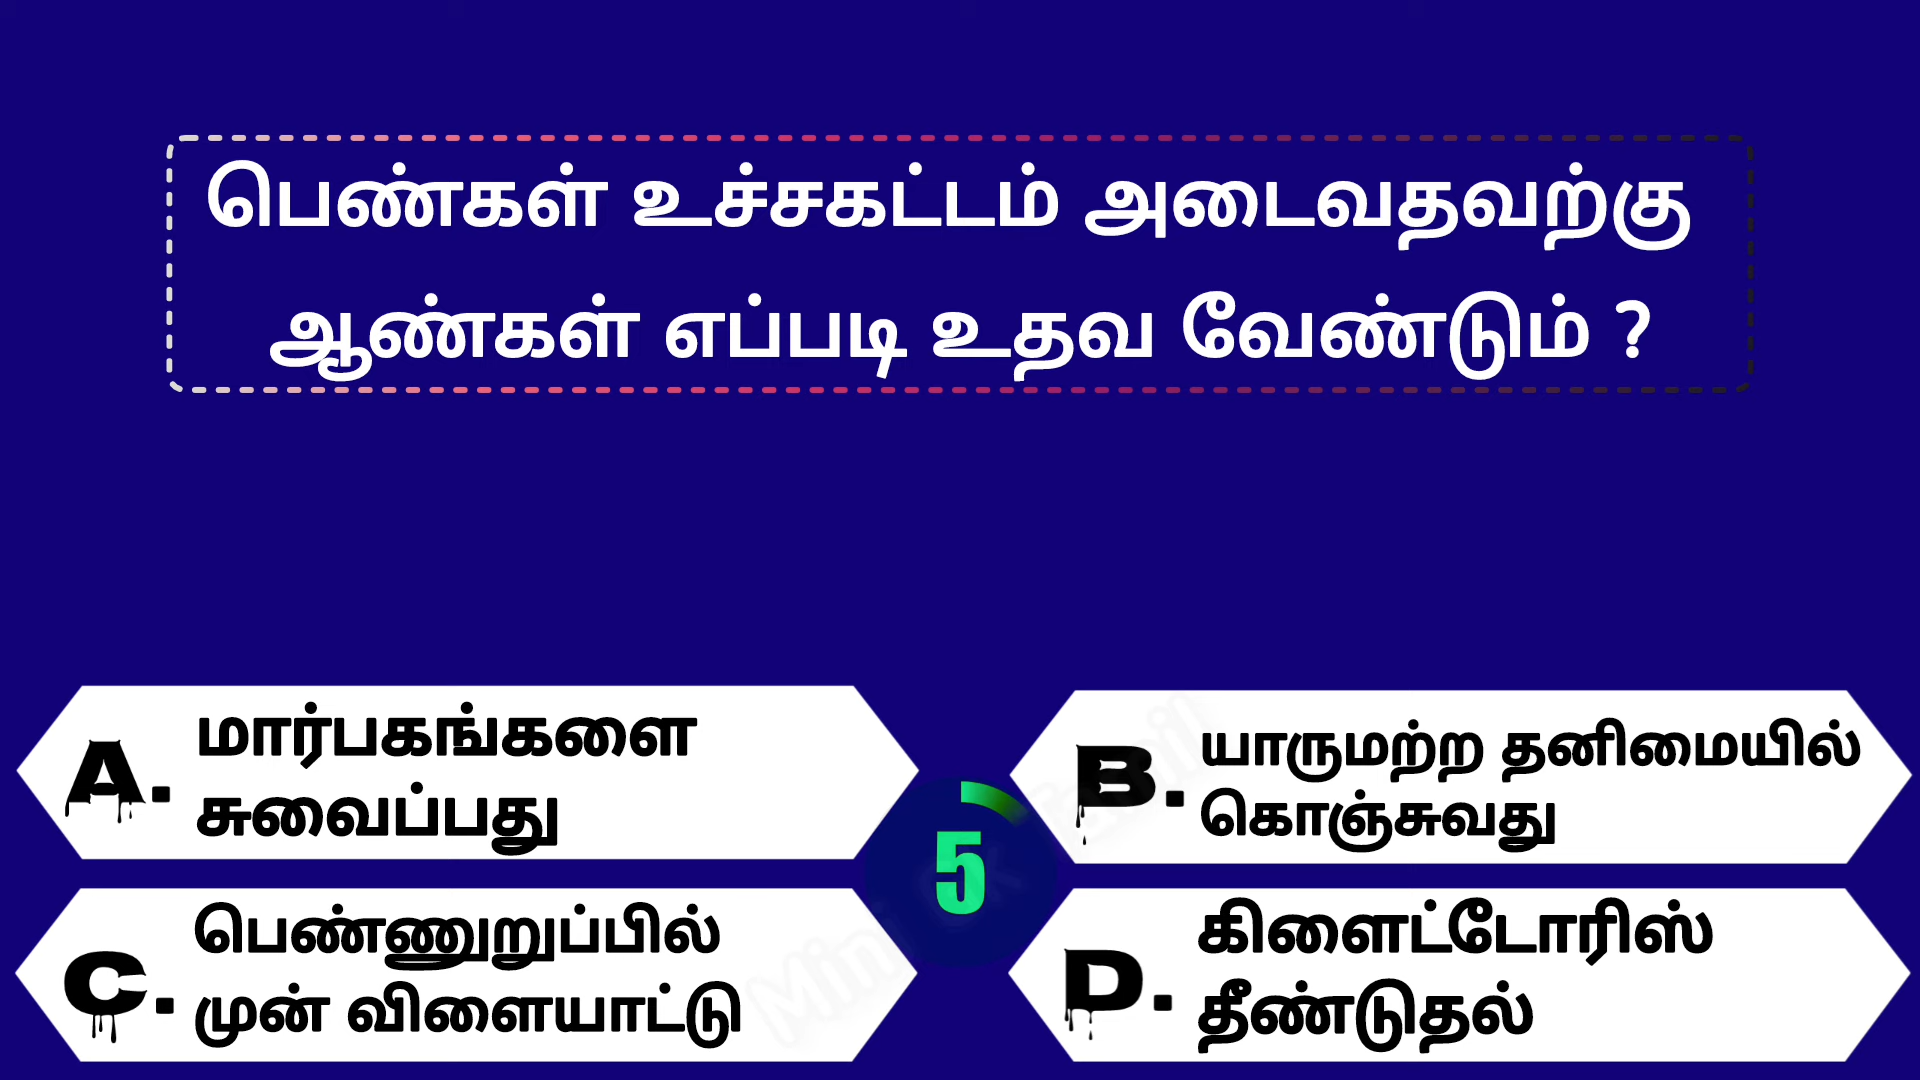 பெண்கள் உச்சகட்டம் அடைவதவற்கு
ஆண்கள் எப்படி உதவ வேண்டும் ?
A. மார்பகங்களை
சுவைப்பது
B. யாருமற்ற தனிமையில்
கொஞ்சுவது
5
C. பெண்ணுறுப்பில்
முன் விளையாட்டு
D. கிளைட்டோரிஸ்
தீண்டுதல்